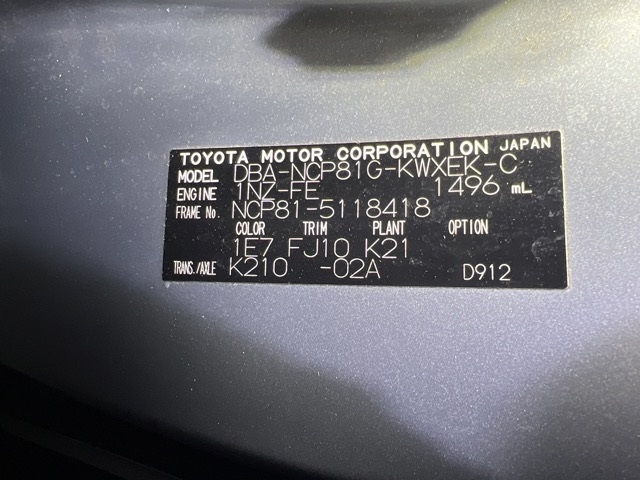 TOYOTA MOTOR CORPORATION JAPAN
MODEL DBA-NCP81G-KWXEK-C
ENGINE 1NZ-FE 1496 mL
FRAME No. NCP81-5118418
COLOR TRIM PLANT OPTION
1E7 FJ10 K21
TRANS./AXLE K210 -02A D912